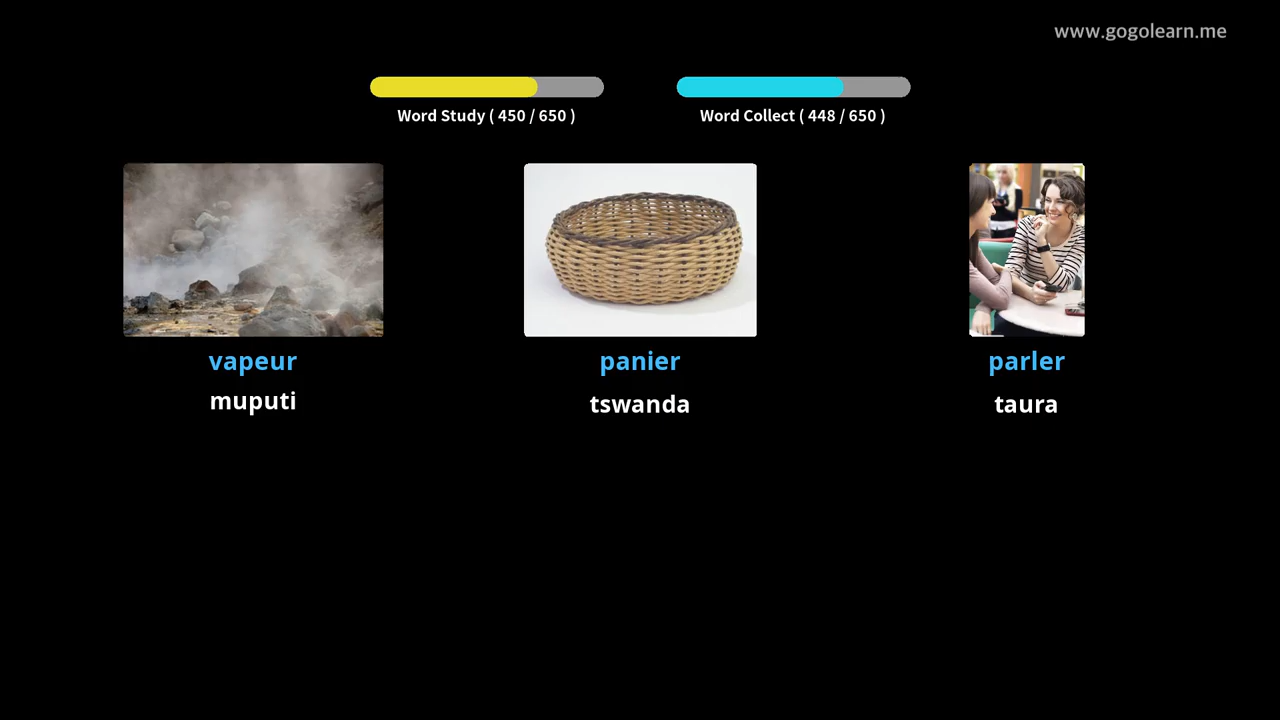 www.gogolearn.me
Word Study ( 450 / 650 )
Word Collect ( 448 / 650 )
vapeur
muputi
panier
tswanda
parler
taura